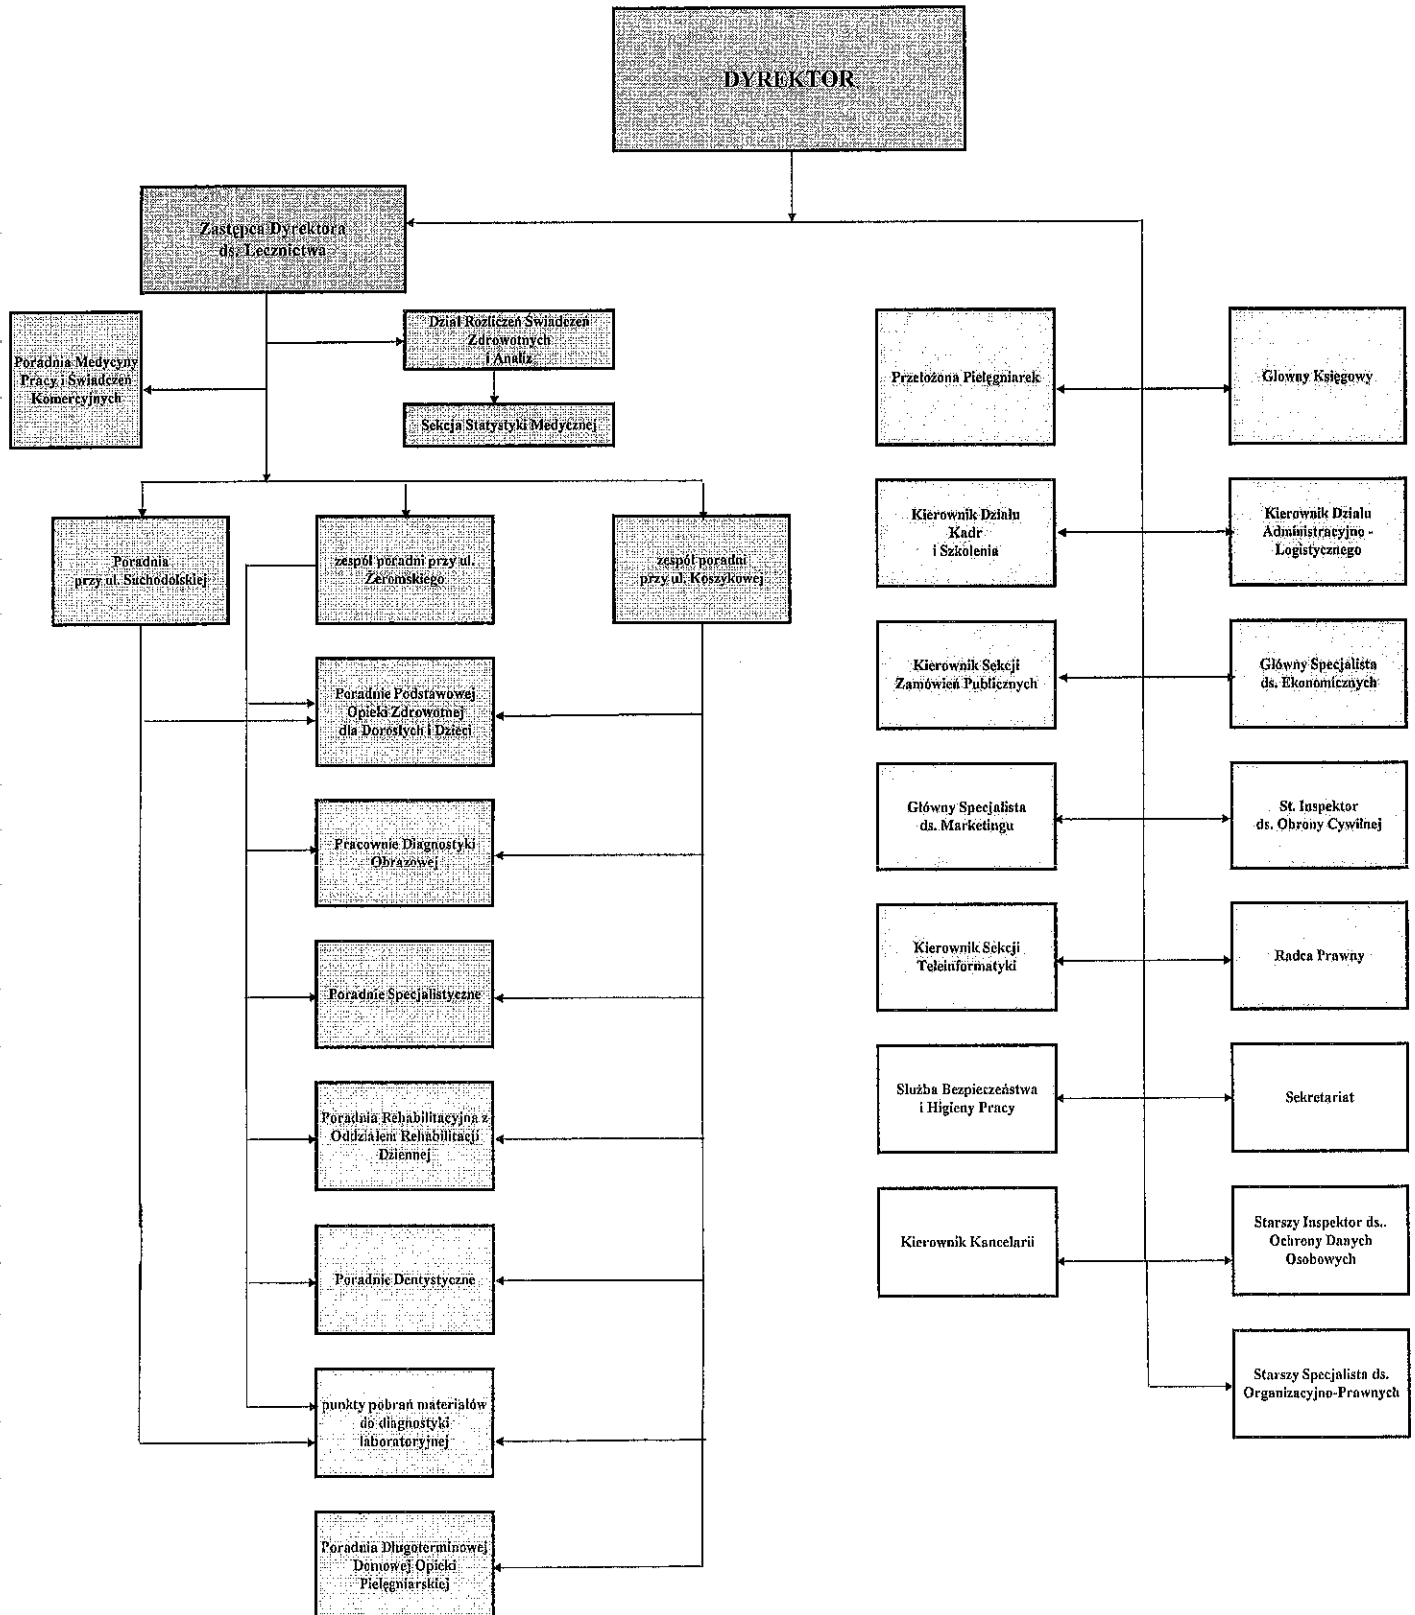 DYREKTOR
Zastępca Dyrektora
ds. Lecznictwa
Poradnia Medycyny
Pracy i Świadczeń
Komercyjnych
Dział Rozliczeń Świadczeń
Zdrowotnych
i Analiz
Sekcja Statystyki Medycznej
Przełożona Pielęgniarek
Glowny Księgowy
Kierownik Działu
Kadr
i Szkolenia
Kierownik Działu
Administracyjno -
Logistycznego
Poradnia
przy ul. Suchodolskiej
zespół poradni przy ul.
Żeromskiego
zespół poradni
przy ul. Koszykowej
Kierownik Sekcji
Zamówień Publicznych
Główny Specjalista
ds. Ekonomicznych
Poradnie Podstawowej
Opieki Zdrowotnej
dla Dorosłych i Dzieci
Główny Specjalista
ds. Marketingu
St. Inspektor
ds. Obrony Cywilnej
Pracownie Diagnostyki
Obrazowej
Kierownik Sekcji
Teleinformatyki
Radca Prawny
Poradnie Specjalistyczne
Służba Bezpieczeństwa
i Higieny Pracy
Sekretariat
Poradnia Rehabilitacyjna z
Oddziałem Rehabilitacji
Dziennej
Kierownik Kancelarii
Starszy Inspektor ds..
Ochrony Danych
Osobowych
Poradnie Dentystyczne
Starszy Specjalista ds.
Organizacyjno-Prawnych
punkty pobrań materiałów
do diagnostyki
laboratoryjnej
Poradnia Długoterminowej
Domowej Opieki
Pielęgniarskiej